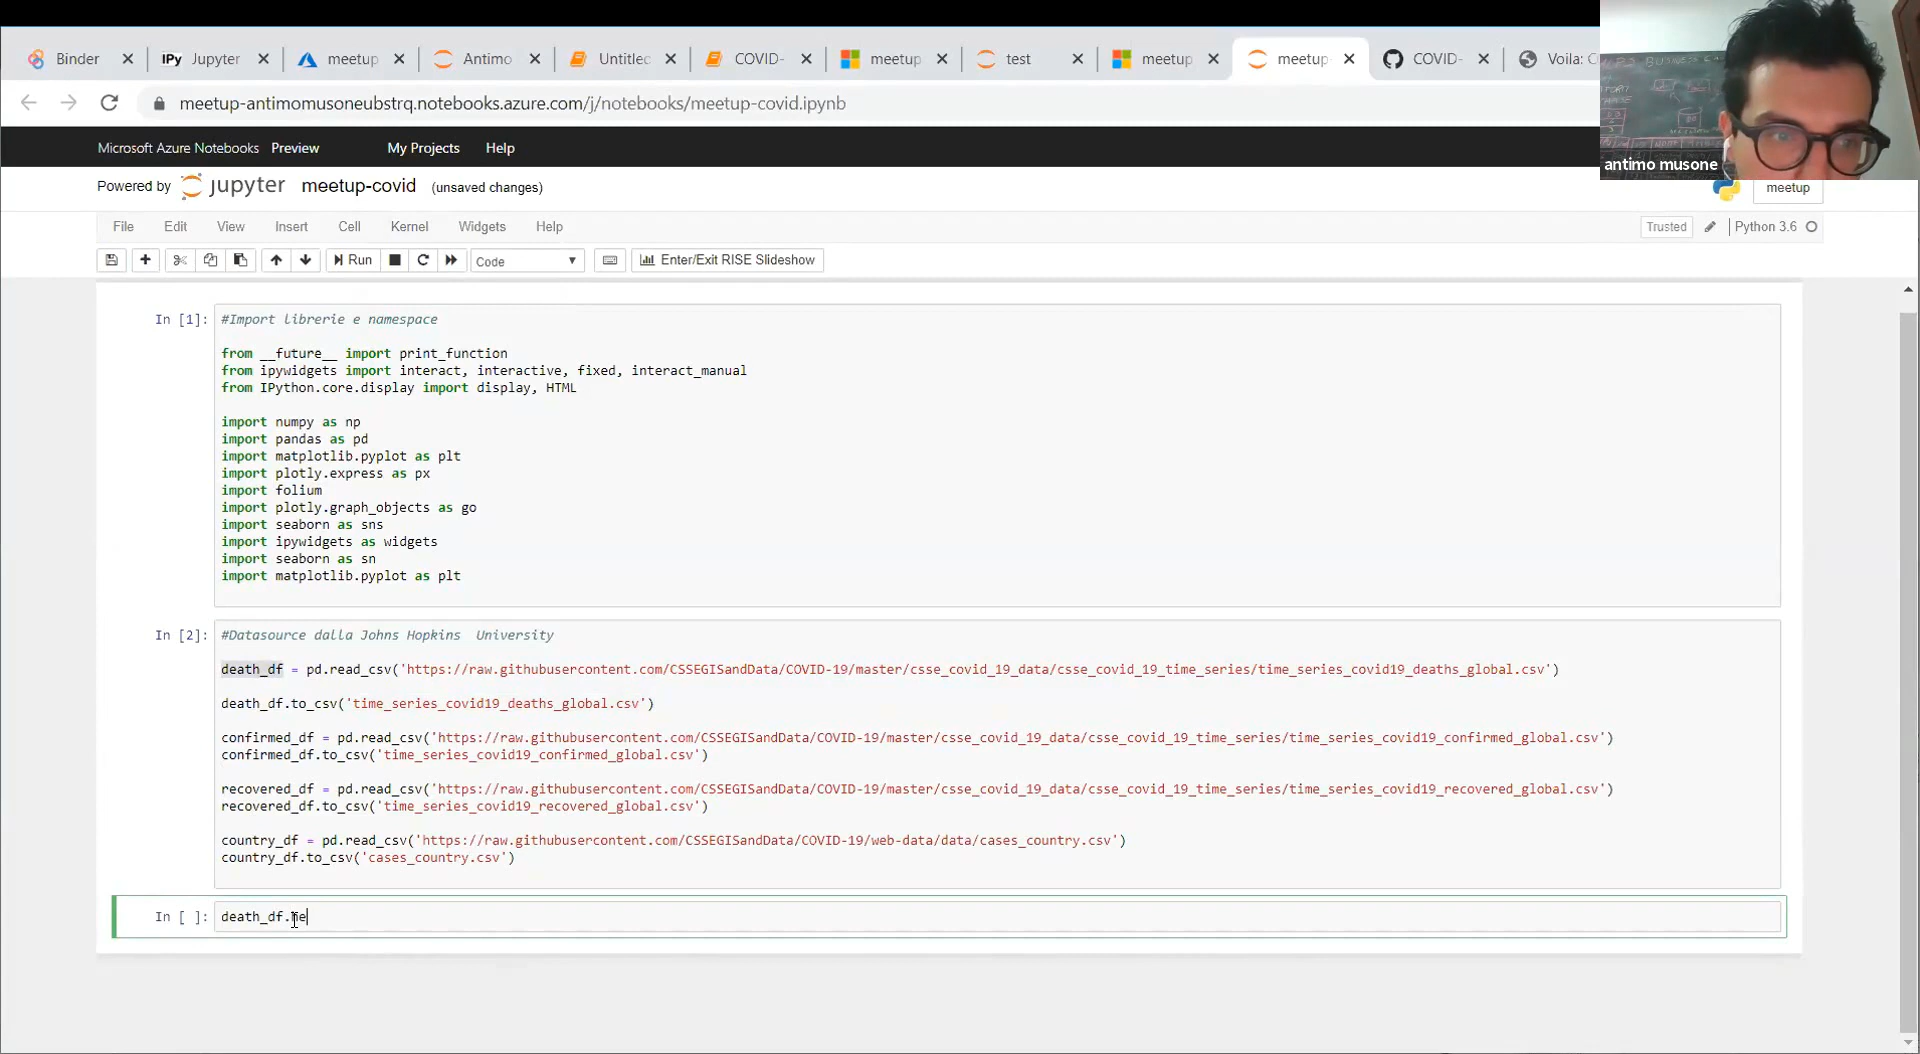 Binder
IPy Jupyter
meetup
Antimo
Untitle
COVID-
meetup
test
meetup
meetup
COVID-
Voila: C
meetup-antimomusoneubstrq.notebooks.azure.com/j/notebooks/meetup-covid.ipynb
antimo musone
Microsoft Azure Notebooks Preview My Projects Help
Powered by jupyter meetup-covid (unsaved changes)
meetup
File Edit View Insert Cell Kernel Widgets Help
Trusted Python 3.6
Run Code Enter/Exit RISE Slideshow
In [1]: #Import librerie e namespace
from __future__ import print_function
from ipywidgets import interact, interactive, fixed, interact_manual
from IPython.core.display import display, HTML
import numpy as np
import pandas as pd
import matplotlib.pyplot as plt
import plotly.express as px
import folium
import plotly.graph_objects as go
import seaborn as sns
import ipywidgets as widgets
import seaborn as sn
import matplotlib.pyplot as plt
In [2]: #Datasource dalla Johns Hopkins  University
death_df = pd.read_csv('https://raw.githubusercontent.com/CSSEGISandData/COVID-19/master/csse_covid_19_data/csse_covid_19_time_series/time_series_covid19_deaths_global.csv')
death_df.to_csv('time_series_covid19_deaths_global.csv')
confirmed_df = pd.read_csv('https://raw.githubusercontent.com/CSSEGISandData/COVID-19/master/csse_covid_19_data/csse_covid_19_time_series/time_series_covid19_confirmed_global.csv')
confirmed_df.to_csv('time_series_covid19_confirmed_global.csv')
recovered_df = pd.read_csv('https://raw.githubusercontent.com/CSSEGISandData/COVID-19/master/csse_covid_19_data/csse_covid_19_time_series/time_series_covid19_recovered_global.csv')
recovered_df.to_csv('time_series_covid19_recovered_global.csv')
country_df = pd.read_csv('https://raw.githubusercontent.com/CSSEGISandData/COVID-19/web-data/data/cases_country.csv')
country_df.to_csv('cases_country.csv')
In [ ]: death_df.he